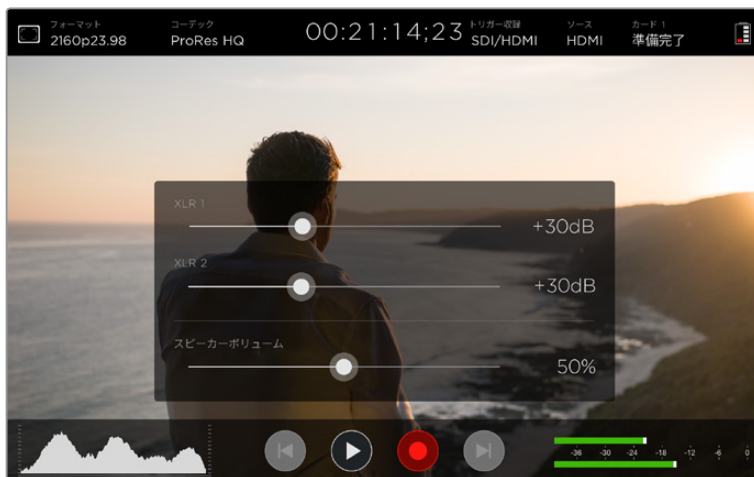 フォーマット
2160p23.98
コーデック
ProRes HQ
00:21:14;23
トリガー収録
SDI/HDMI
ソース
HDMI
カード 1
準備完了
XLR 1
+30dB
XLR 2
+30dB
スピーカーボリューム
50%
-36 -30 -24 -18 -12 -6 0